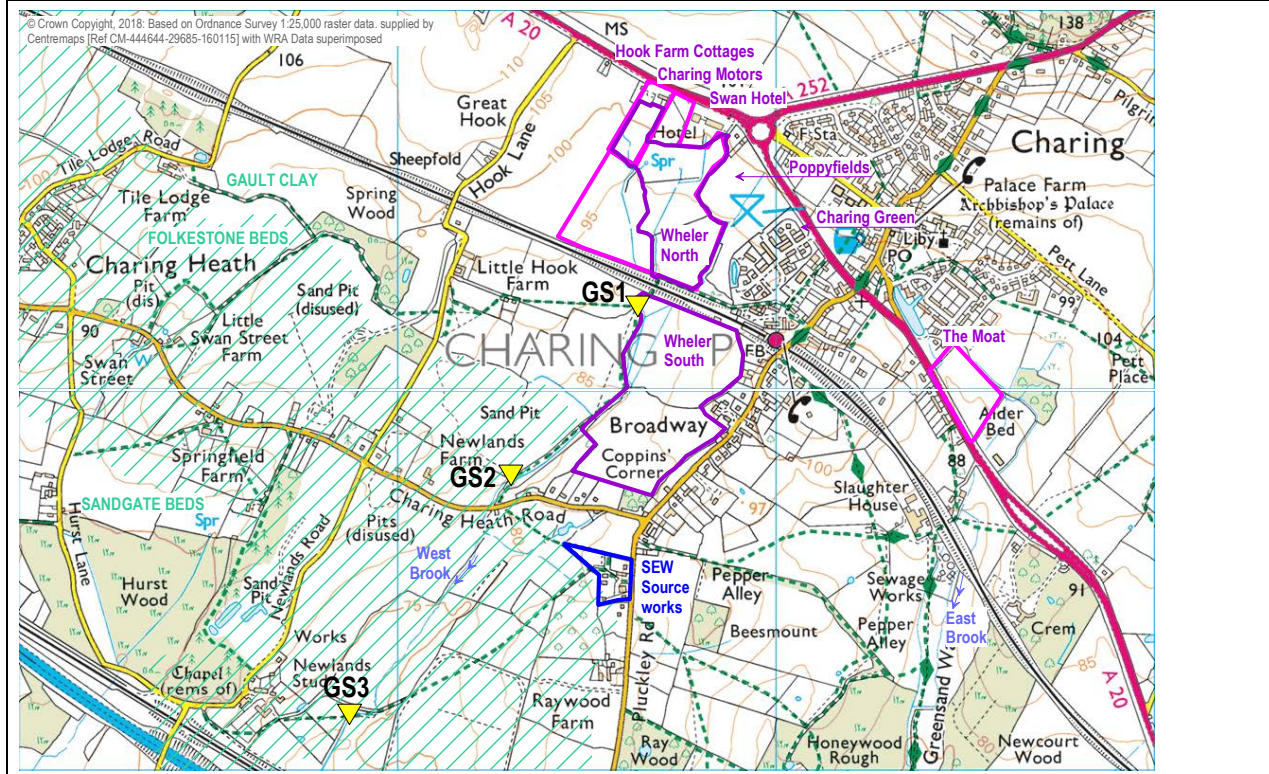 © Crown Copyright, 2018: Based on Ordnance Survey 1:25,000 raster data. supplied by
Centremaps [Ref CM-444644-29685-160115] with WRA Data superimposed
A 20
MS
138
106
110
Hook Farm Cottages
Charing Motors
Swan Hotel
A 252
Pilgri
Great
Hook
105
Hook Lane
100
Hotel
F Sta
Charing
Tile Lodge Road
Sheepfold
Spr
Poppyfields
Palace Farm
Archbishop's Palace
(remains of)
100
GAULT CLAY
Tile Lodge
Farm
Spring
Wood
95
Charing Green
Liby
PO
FOLKESTONE BEDS
Wheler
North
Pett Lane
Charing Heath
Pit
(dis)
Sand Pit
(disused)
Little Hook
Farm
GS1
99
90
Little
Swan Street
Farm
CHARING P
Wheler
South
FB
The Moat
104
Pett
Place
Swan
Street
W
85
Sand Pit
Broadway
Alder
Bed
Springfield
Farm
Newlands
Farm
GS2
Coppins'
Corner
100
88
SANDGATE BEDS
Spr
Charing Heath Road
97
Slaughter
House
Hurst Lane
Pits
(disused)
80
West
Brook
SEW
Source
works
Hurst
Wood
Sand
Pit
Newlands Road
75
Pepper
Alley
Sewage
Works
91
Beesmount
Pepper
Alley
East
Brook
Crem
Works
Pluckley Rd
85
Chapel
(rems of)
Newlands
Stud
GS3
Raywood
Farm
Greensand Wa
A 20
Ray
Wood
Honeywood
Rough
80
Newcourt
Wood